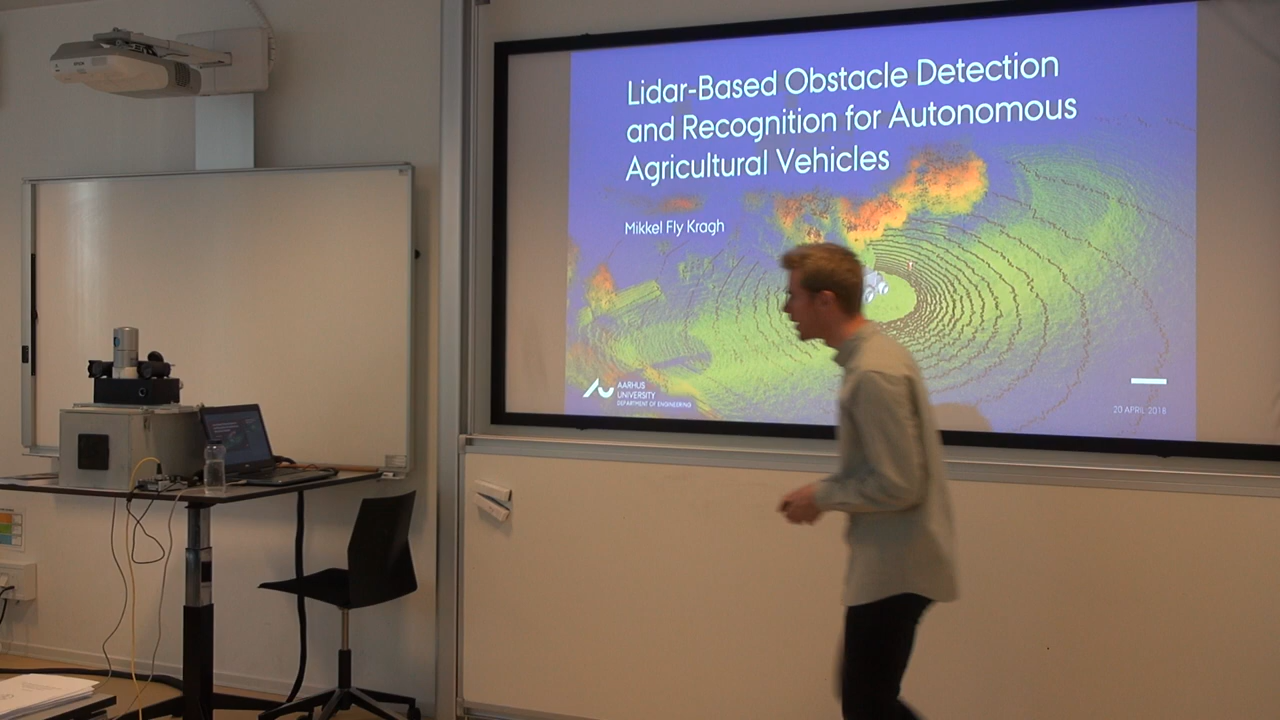 Lidar-Based Obstacle Detection
and Recognition for Autonomous
Agricultural Vehicles
Mikkel Fly Kragh
AARHUS
UNIVERSITY
DEPARTMENT OF ENGINEERING
20 APRIL 2018